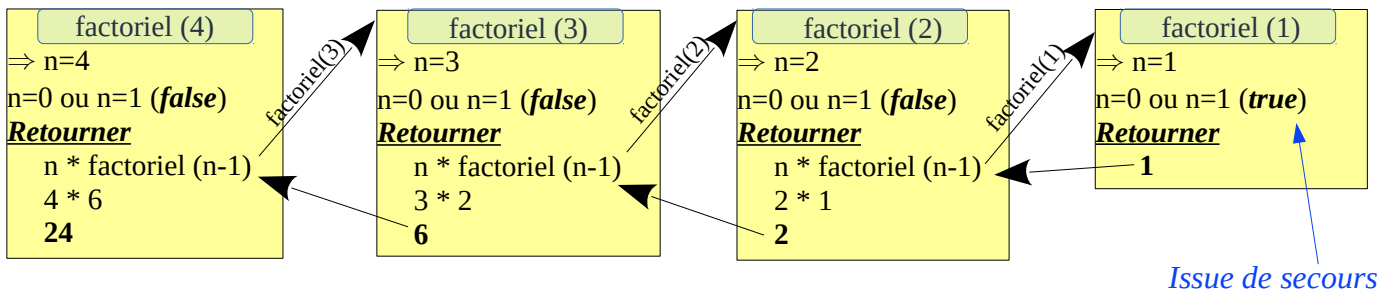 factoriel (4)
⇒ n=4
n=0 ou n=1 (false)
Retourner
n * factoriel (n-1)
4 * 6
24
factoriel(3)
factoriel (3)
⇒ n=3
n=0 ou n=1 (false)
Retourner
n * factoriel (n-1)
3 * 2
6
factoriel(2)
factoriel (2)
⇒ n=2
n=0 ou n=1 (false)
Retourner
n * factoriel (n-1)
2 * 1
2
factoriel(1)
factoriel (1)
⇒ n=1
n=0 ou n=1 (true)
Retourner
1
Issue de secours